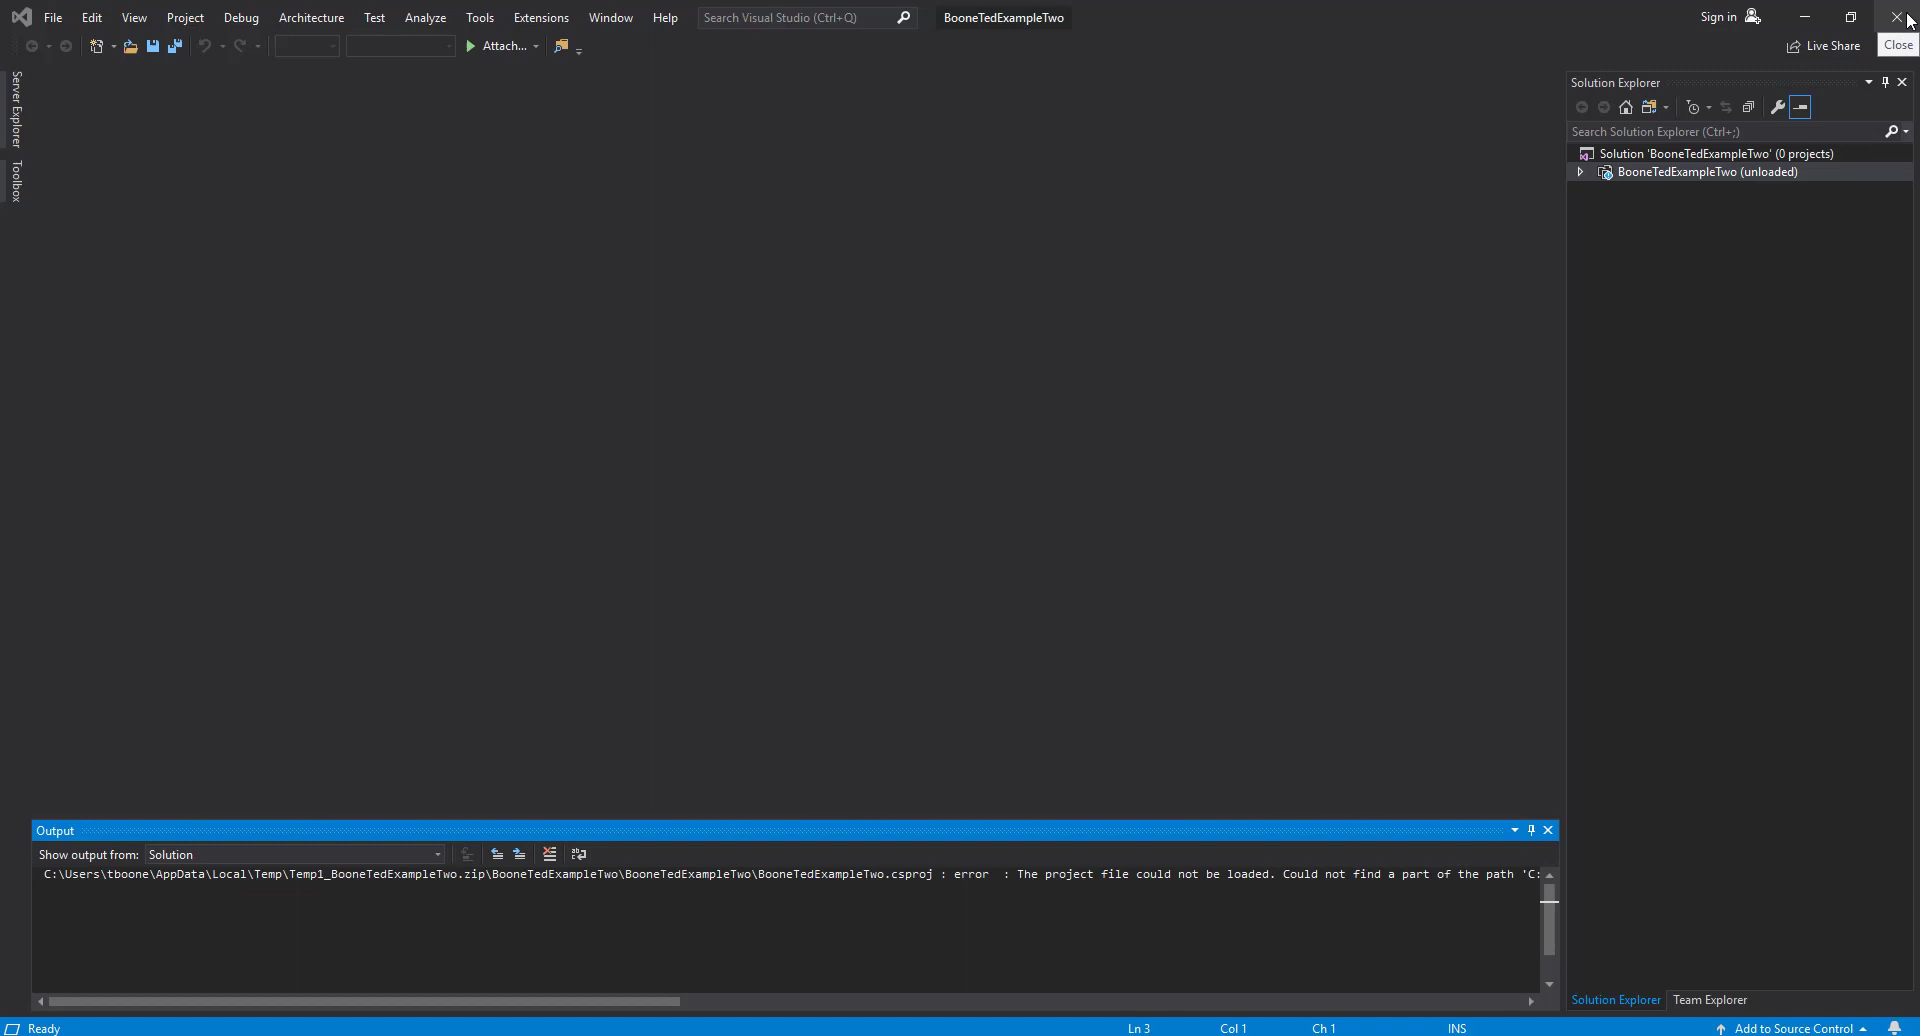 File Edit View Project Debug Architecture Test Analyze Tools Extensions Window Help Search Visual Studio (Ctrl+Q) BooneTedExampleTwo Sign in
Attach... Live Share Close
Server Explorer
Toolbox
Solution Explorer
Search Solution Explorer (Ctrl+;)
Solution 'BooneTedExampleTwo' (0 projects)
BooneTedExampleTwo (unloaded)
Output
Show output from: Solution
C:\Users\tboone\AppData\Local\Temp\Temp1_BooneTedExampleTwo.zip\BooneTedExampleTwo\BooneTedExampleTwo\BooneTedExampleTwo.csproj : error  : The project file could not be loaded. Could not find a part of the path 'C:
Solution Explorer Team Explorer
Ready Ln 3 Col 1 Ch 1 INS Add to Source Control